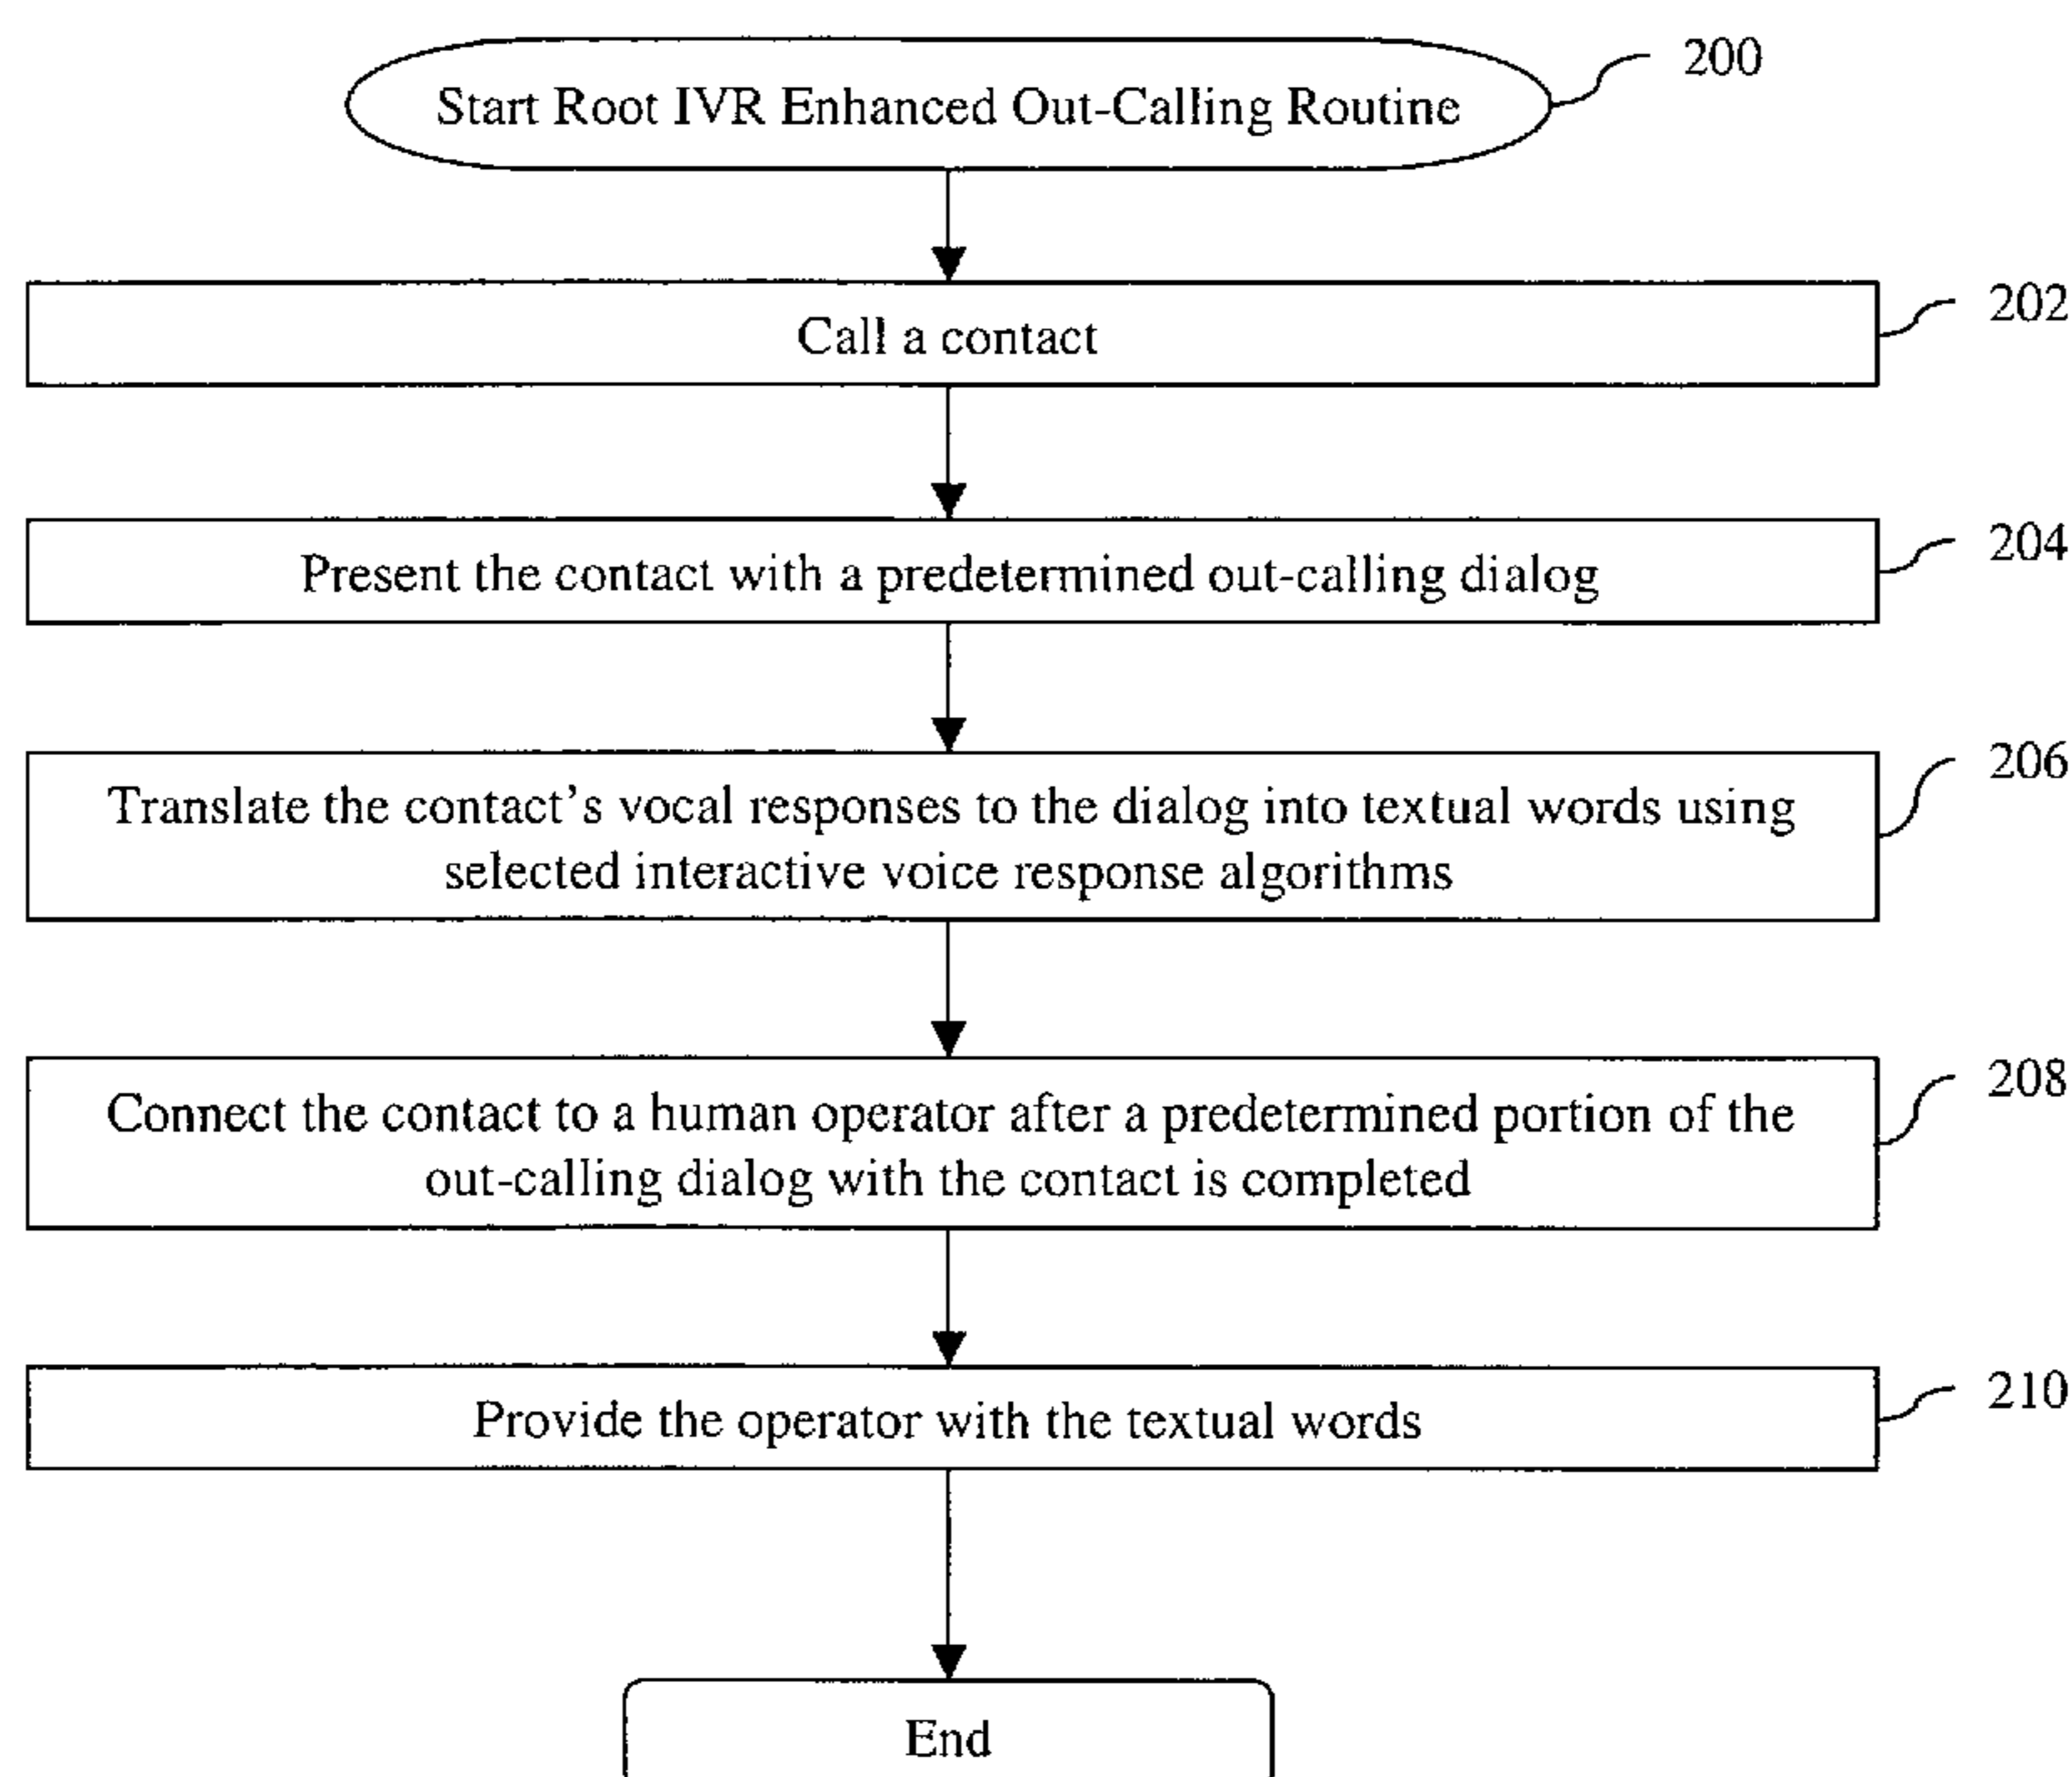 Start Root IVR Enhanced Out-Calling Routine
200
Call a contact
202
Present the contact with a predetermined out-calling dialog
204
Translate the contact's vocal responses to the dialog into textual words using
selected interactive voice response algorithms
206
Connect the contact to a human operator after a predetermined portion of the
out-calling dialog with the contact is completed
208
Provide the operator with the textual words
210
End